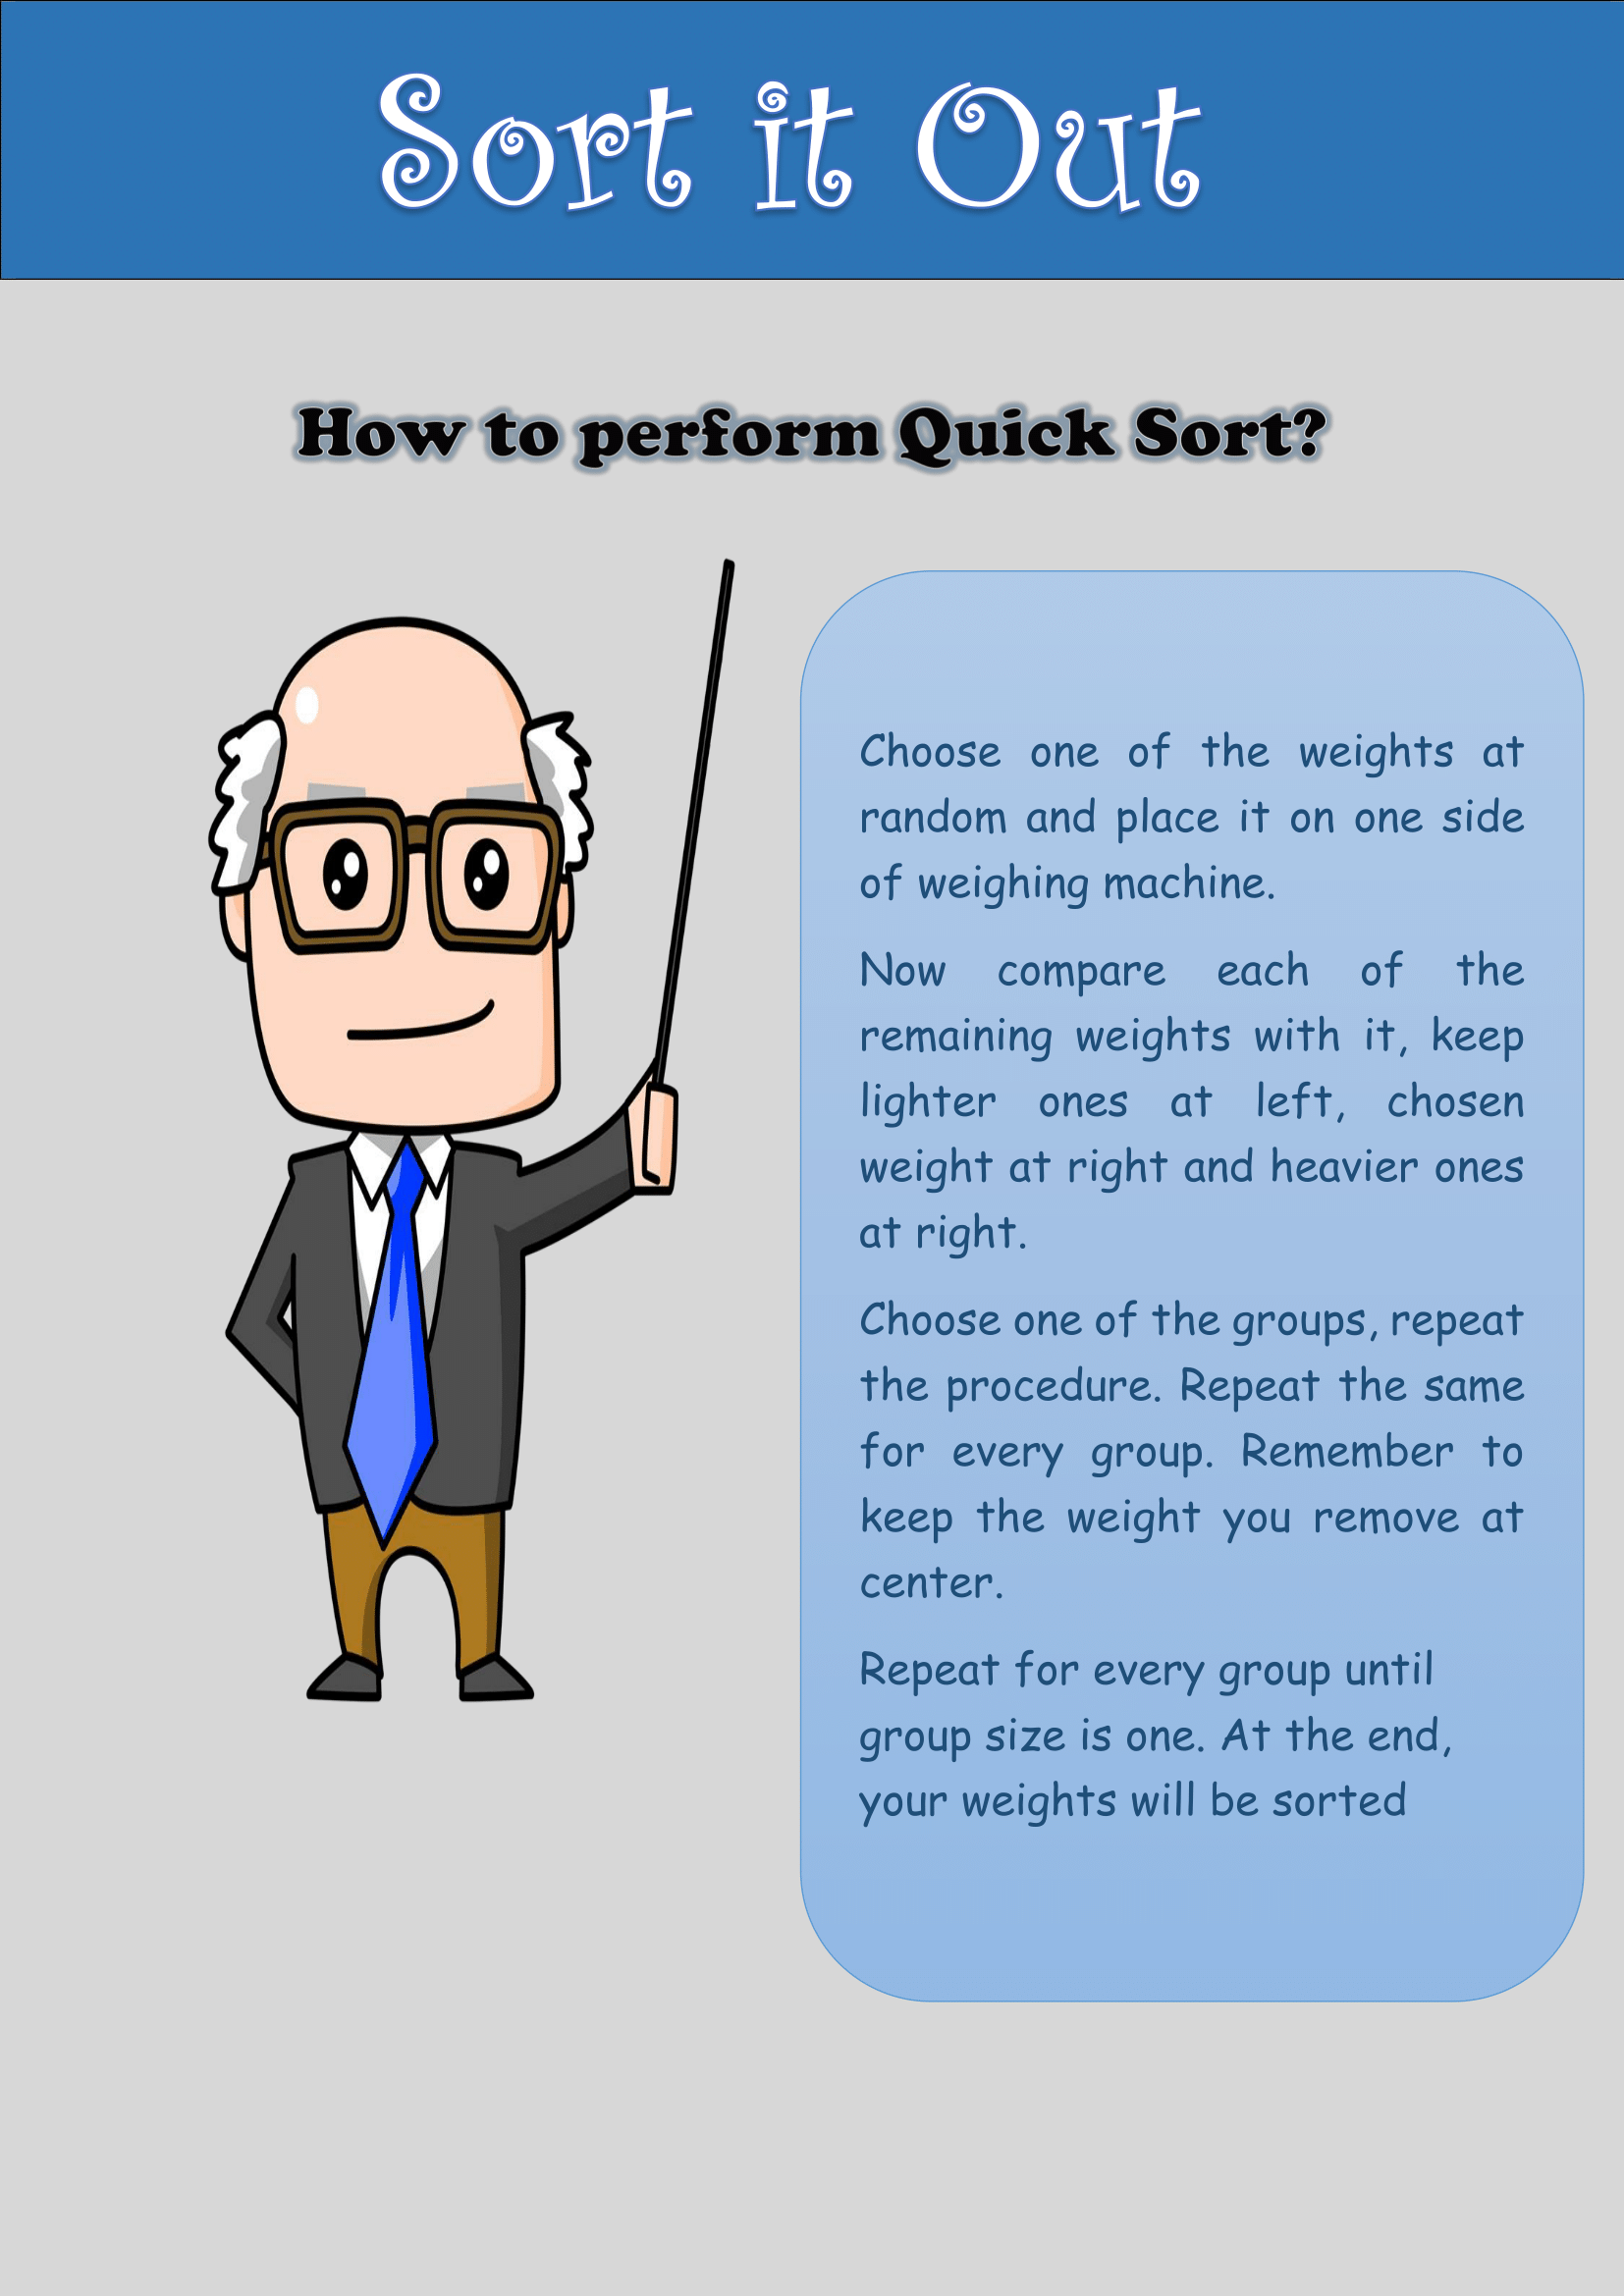 Sort it Out
How to perform Quick Sort?
Choose one of the weights at
random and place it on one side
of weighing machine.
Now compare each of the
remaining weights with it, keep
lighter ones at left, chosen
weight at right and heavier ones
at right.
Choose one of the groups, repeat
the procedure. Repeat the same
for every group. Remember to
keep the weight you remove at
center.
Repeat for every group until
group size is one. At the end,
your weights will be sorted